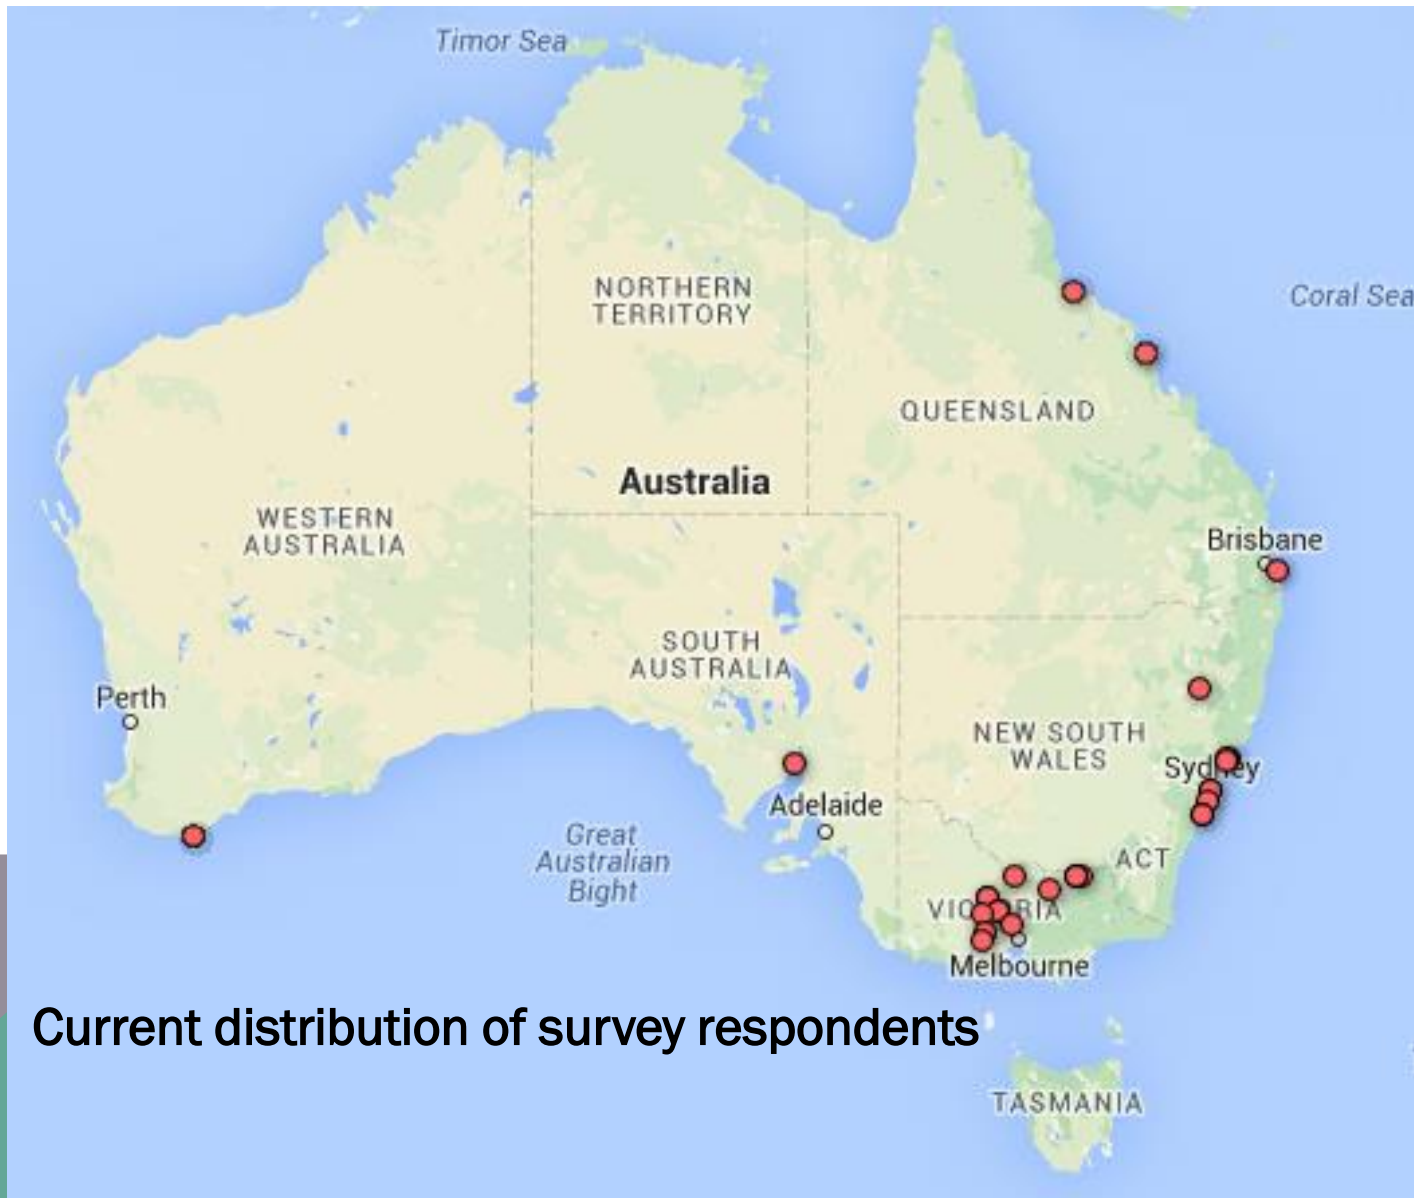 Timor Sea
NORTHERN
TERRITORY
Coral Sea
QUEENSLAND
Australia
WESTERN
AUSTRALIA
Brisbane
SOUTH
AUSTRALIA
Perth
NEW SOUTH
WALES
Sydney
Adelaide
Great
Australian
Bight
ACT
VICTORIA
Melbourne
Current distribution of survey respondents
TASMANIA